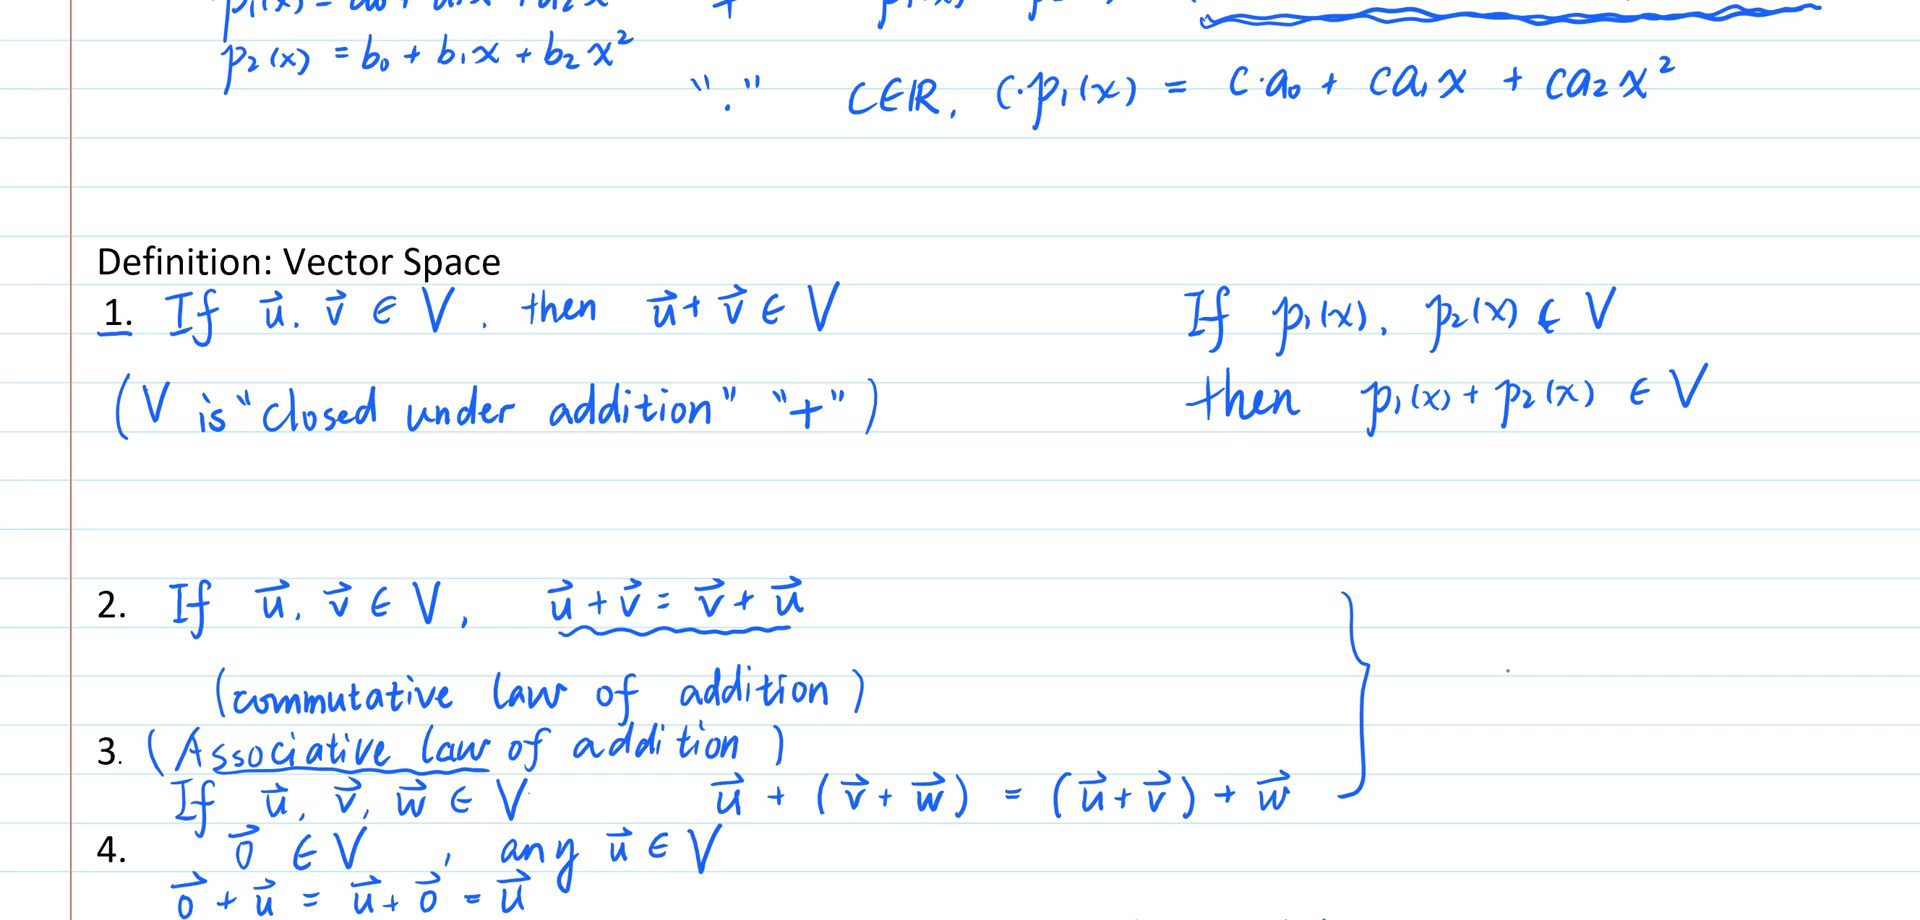 p₂(x) = b₀ + b₁x + b₂x²
"·" C∈ℝ, C·p₁(x) = C·a₀ + Ca₁x + Ca₂x²
Definition: Vector Space
1. If u⃗, v⃗ ∈ V, then u⃗ + v⃗ ∈ V
(V is "closed under addition" "+")
If p₁(x), p₂(x) ∈ V
then p₁(x) + p₂(x) ∈ V
2. If u⃗, v⃗ ∈ V, u⃗ + v⃗ = v⃗ + u⃗
(commutative law of addition)
3. (Associative law of addition)
If u⃗, v⃗, w⃗ ∈ V u⃗ + (v⃗ + w⃗) = (u⃗ + v⃗) + w⃗
4. 0⃗ ∈ V, any u⃗ ∈ V
0⃗ + u⃗ = u⃗ + 0⃗ = u⃗